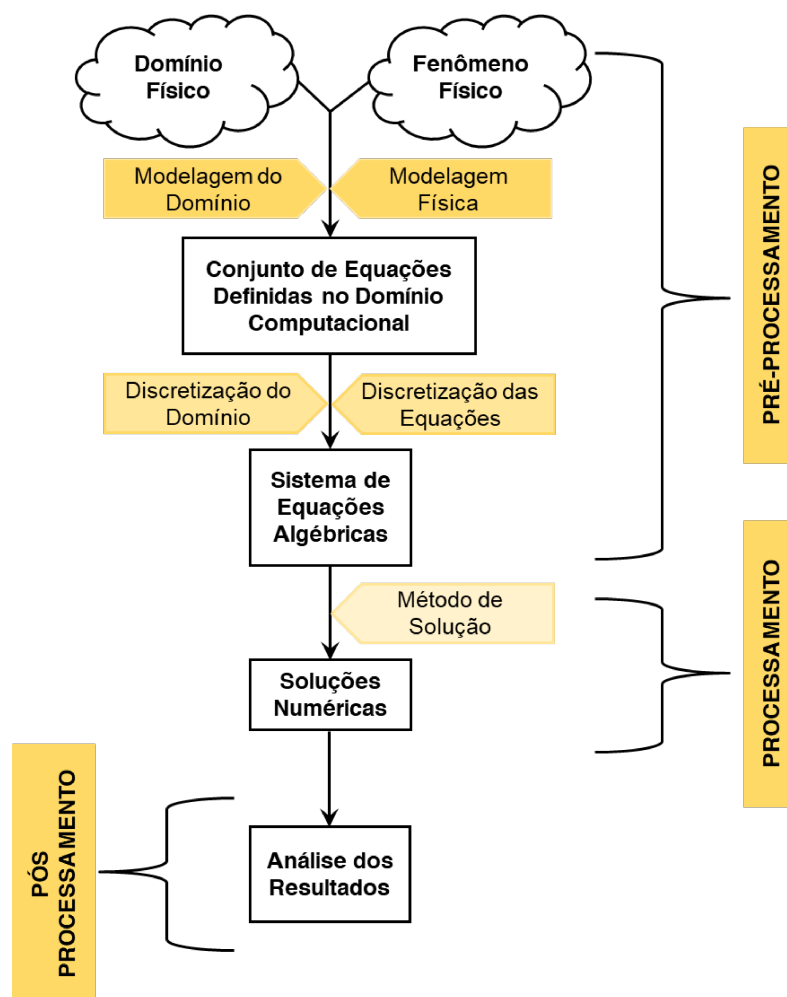 Domínio
Físico
Fenômeno
Físico
Modelagem do
Domínio
Modelagem
Física
Conjunto de Equações
Definidas no Domínio
Computacional
Discretização do
Domínio
Discretização das
Equações
Sistema de
Equações
Algébricas
PRÉ-PROCESSAMENTO
Método de
Solução
Soluções
Numéricas
PROCESSAMENTO
Análise dos
Resultados
PÓS
PROCESSAMENTO